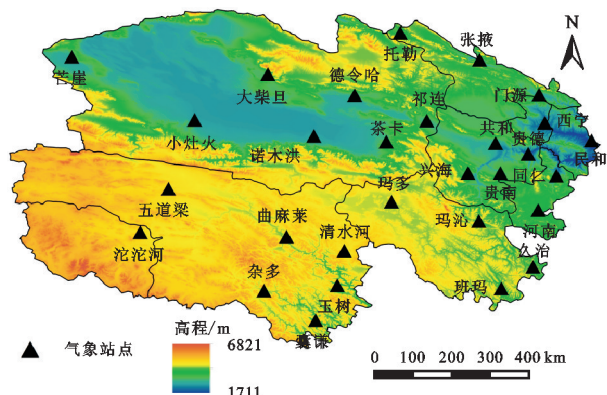 N
托勒
张掖
芒崖
大柴旦
德令哈
祁连
门源
西宁
小灶火
诺木洪
茶卡
共和
贵德
民和
兴海
贵南
同仁
五道梁
玛多
曲麻莱
清水河
玛沁
河南
沱沱河
久治
杂多
玉树
班玛
囊谦
高程/m
6821
1711
气象站点
0 100 200 300 400 km